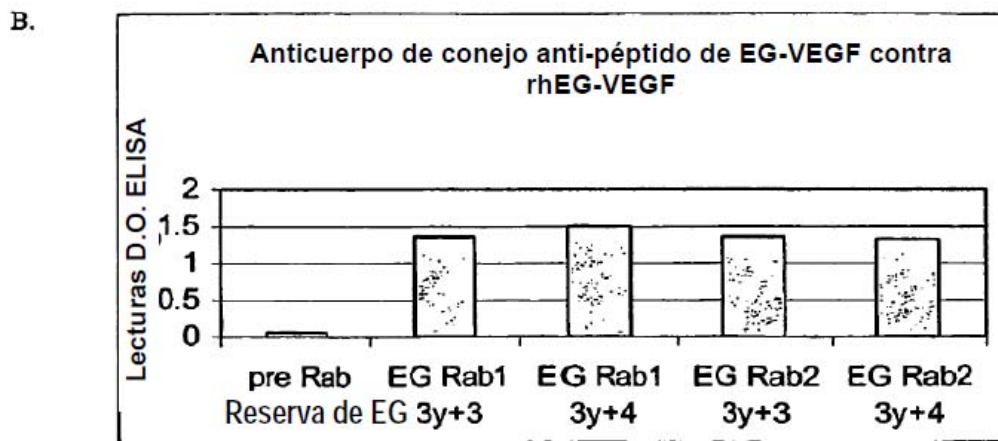 B.
Anticuerpo de conejo anti-péptido de EG-VEGF contra
rhEG-VEGF
Lecturas D.O. ELISA
2
1.5
1
0.5
0
pre Rab EG Rab1 EG Rab1 EG Rab2 EG Rab2
Reserva de EG 3y+3 3y+4 3y+3 3y+4